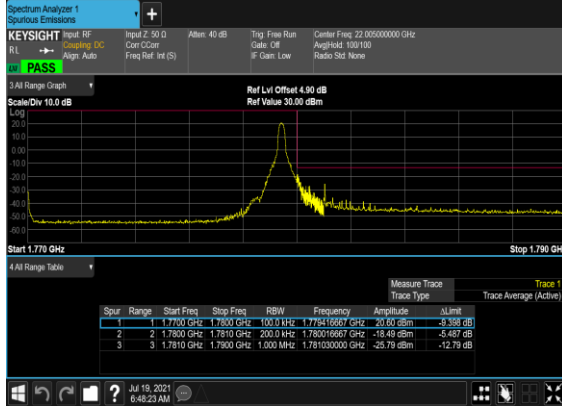 Spectrum Analyzer 1
Spurious Emissions
+
KEYSIGHT Input: RF Input Z: 50 Ω Atten: 40 dB Trig: Free Run Center Freq: 22.005000000 GHz
RL Coupling: DC Corr CCorr Gate: Off Avg|Hold: 100/100
Align: Auto Freq Ref: Int (S) IF Gain: Low Radio Std: None
PASS
3 All Range Graph Ref Lvl Offset 4.90 dB
Scale/Div 10.0 dB Ref Value 30.00 dBm
Log
20.0
10.0
0.00
-10.0
-20.0
-30.0
-40.0
-50.0
-60.0
Start 1.770 GHz Stop 1.790 GH
4 All Range Table
Measure Trace Trace 1
Trace Type Trace Average (Active)
Spur Range Start Freq Stop Freq RBW Frequency Amplitude ΔLimit
1 1 1.7700 GHz 1.7800 GHz 100.0 kHz 1.779416667 GHz 20.60 dBm -9.398 dB
2 2 1.7800 GHz 1.7810 GHz 200.0 kHz 1.780016667 GHz -18.49 dBm -5.487 dB
3 3 1.7810 GHz 1.7900 GHz 1.000 MHz 1.781030000 GHz -25.79 dBm -12.79 dB
? Jul 19, 2021
6:48:23 AM